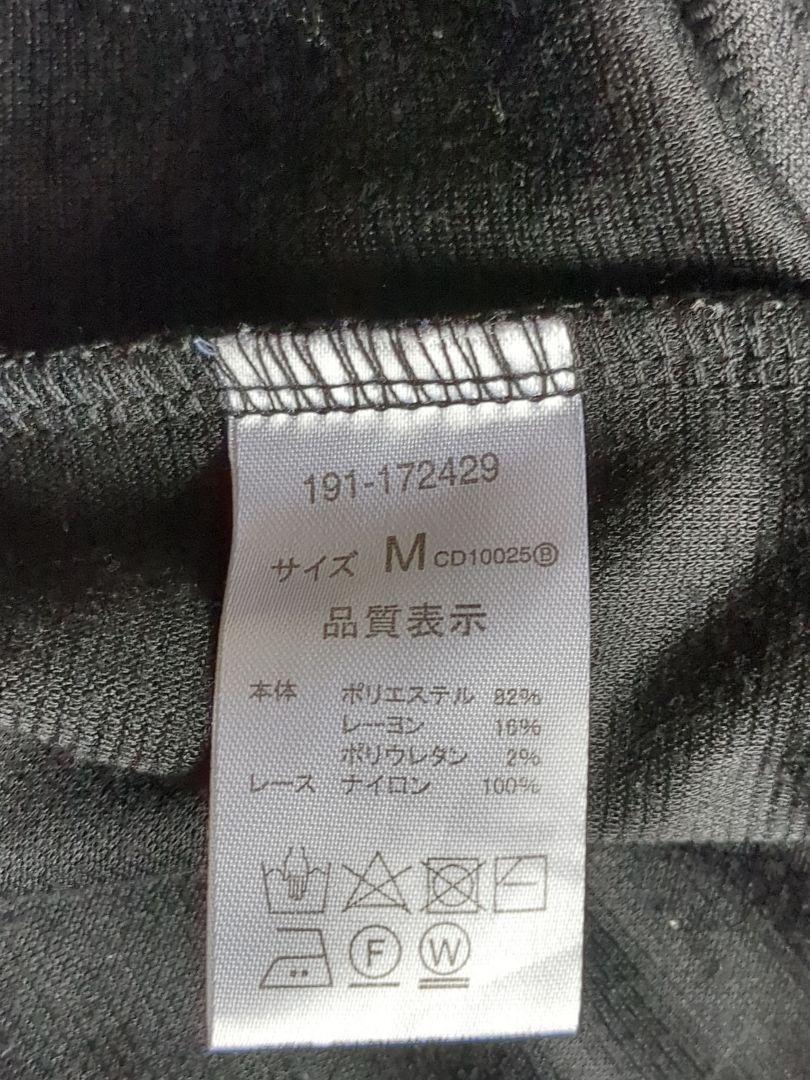 191-172429
サイズ M CD10025Ⓑ
品質表示
本体 ポリエステル 82%
レーヨン 16%
ポリウレタン 2%
レース ナイロン 100%
Ⓕ Ⓦ